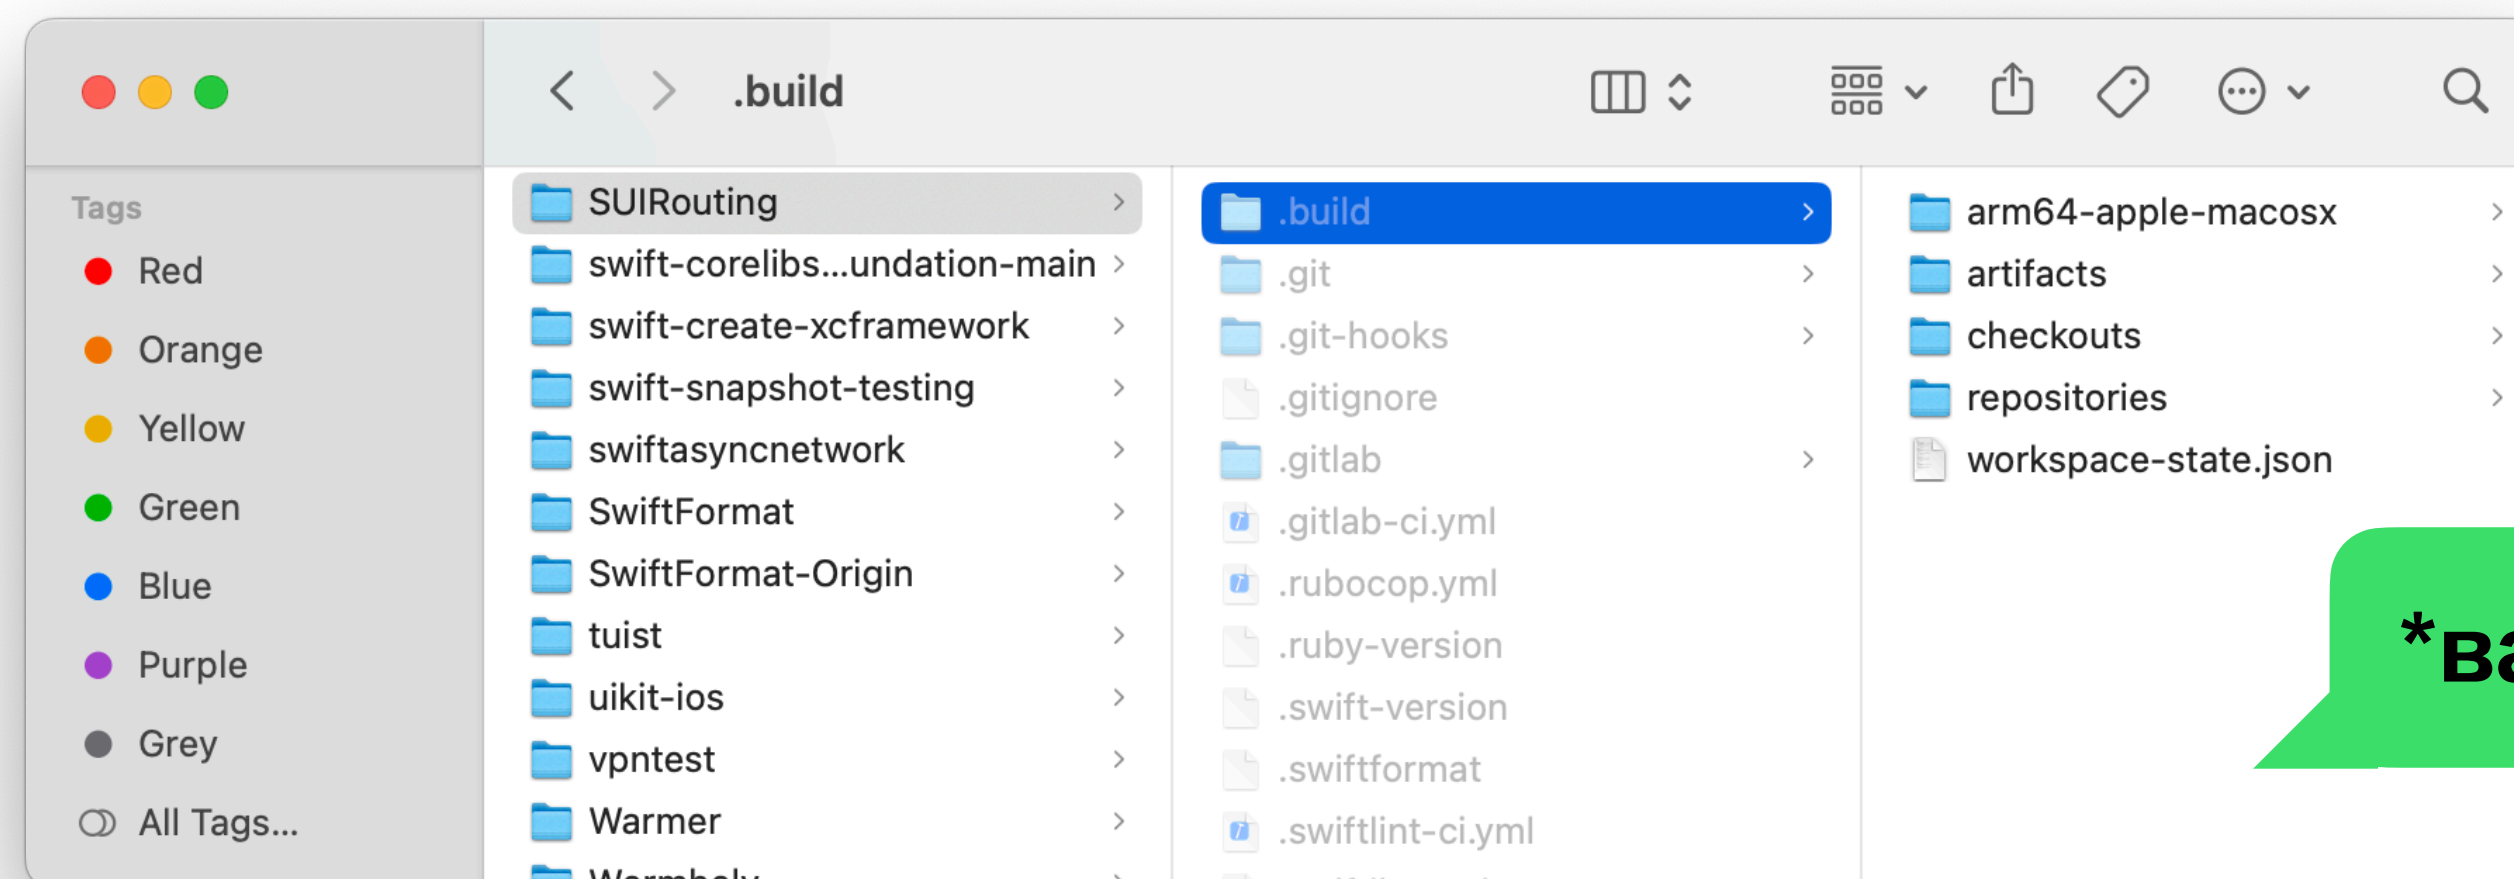 .build
Tags
Red
Orange
Yellow
Green
Blue
Purple
Grey
All Tags...
SUIRouting
swift-corelibs...undation-main
swift-create-xcframework
swift-snapshot-testing
swiftasyncnetwork
SwiftFormat
SwiftFormat-Origin
tuist
uikit-ios
vpntest
Warmer
.build
.git
.git-hooks
.gitignore
.gitlab
.gitlab-ci.yml
.rubocop.yml
.ruby-version
.swift-version
.swiftformat
.swiftlint-ci.yml
arm64-apple-macosx
artifacts
checkouts
repositories
workspace-state.json